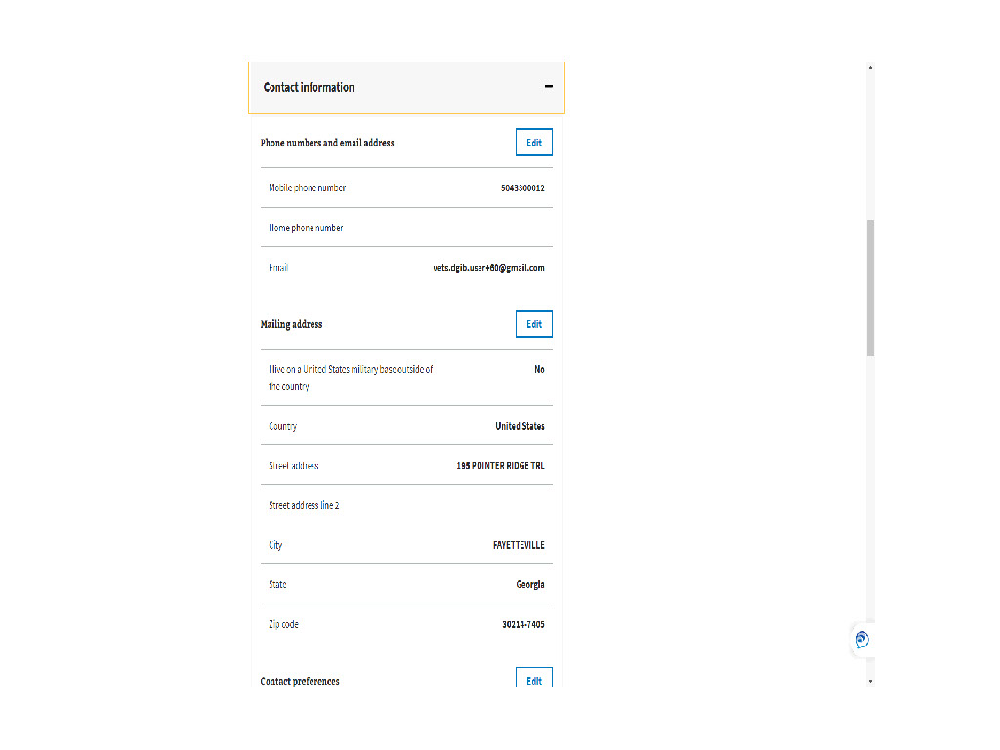 Contact information
Phone numbers and email address
Edit
Mobile phone number
5043300012
Home phone number
Email
vets.dgib.user+60@gmail.com
Mailing address
Edit
I live on a United States military base outside of
the country
No
Country
United States
Street address
195 POINTER RIDGE TRL
Street address line 2
City
FAYETTEVILLE
State
Georgia
Zip code
30214-7405
Contact preferences
Edit